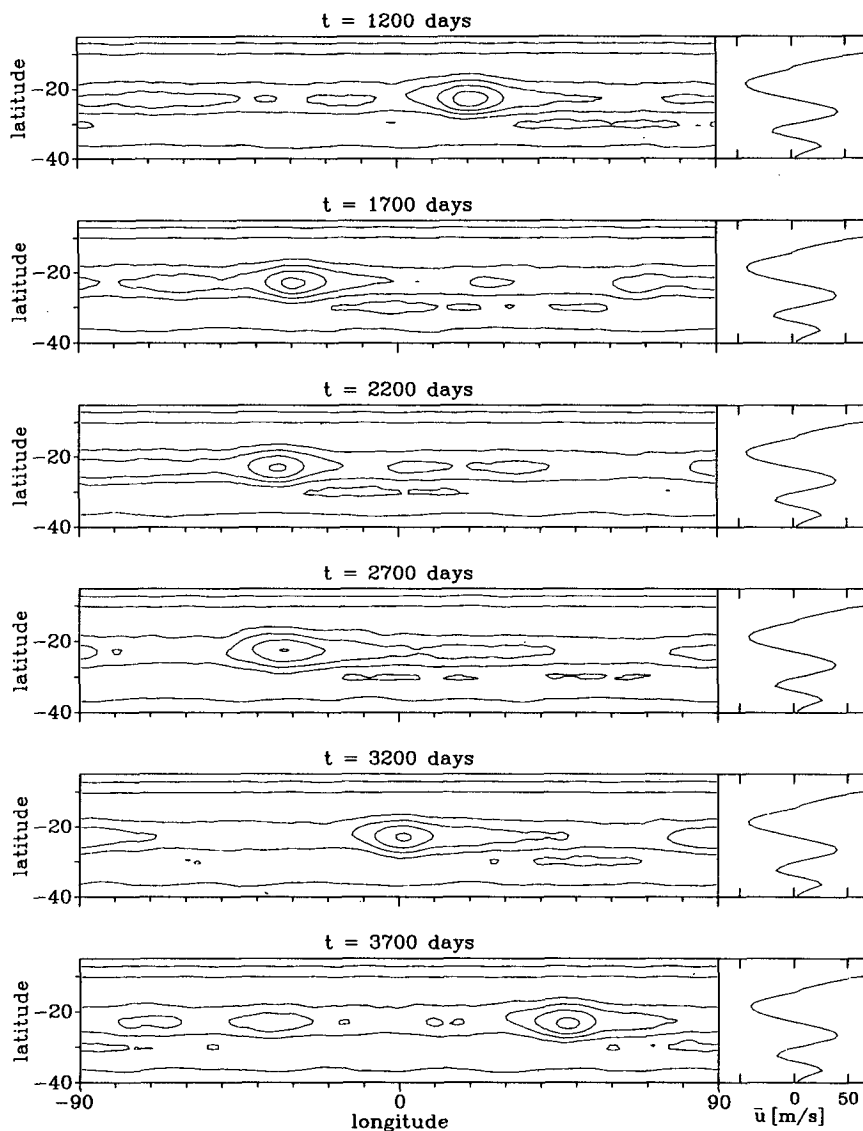 t = 1200 days
latitude
-20
-40
t = 1700 days
latitude
-20
-40
t = 2200 days
latitude
-20
-40
t = 2700 days
latitude
-20
-40
t = 3200 days
latitude
-20
-40
t = 3700 days
latitude
-20
-40
-90 0 90 0 50
longitude
ū [m/s]